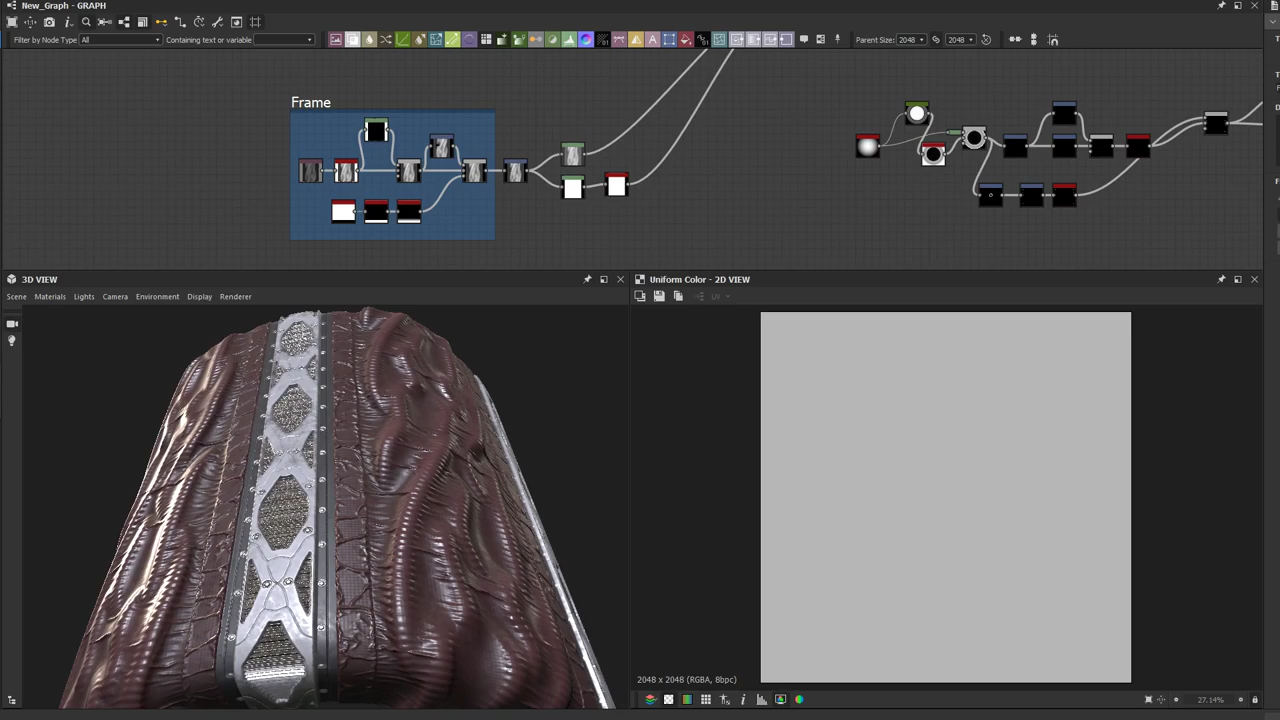 New_Graph - GRAPH
Filter by Node Type All Containing text or variable Parent Size: 2048 2048
Frame
3D VIEW
Scene Materials Lights Camera Environment Display Renderer
Uniform Color - 2D VIEW
UV
2048 x 2048 (RGBA, 8bpc)
27.14%